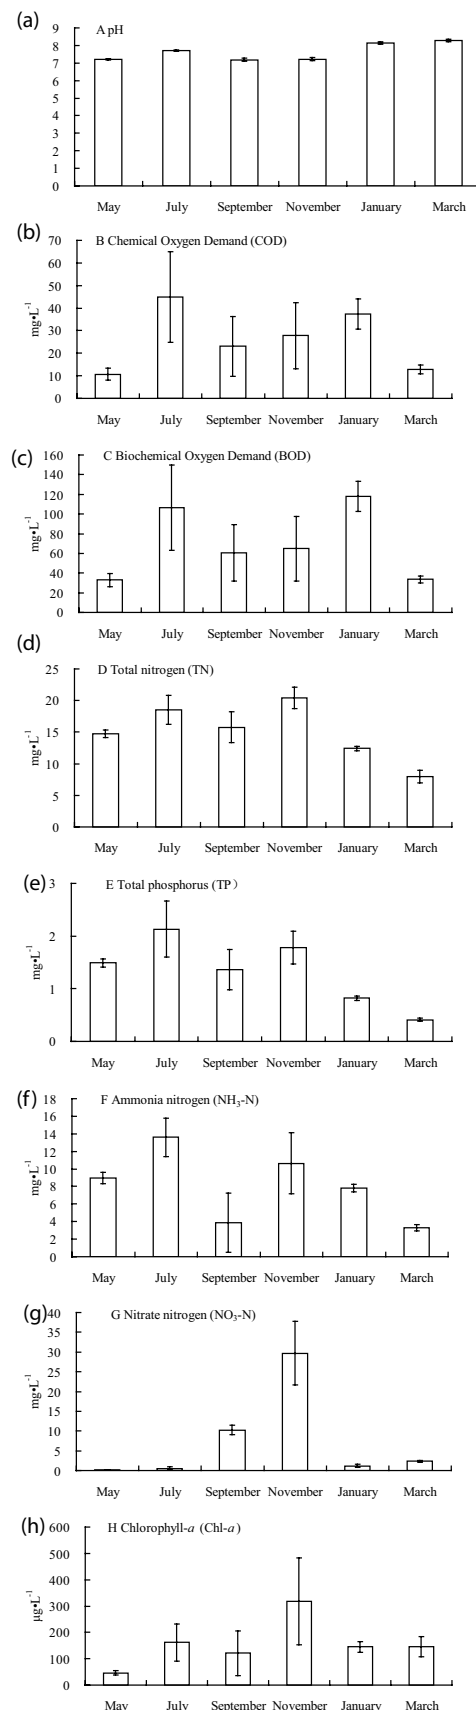 (a)
A pH
9
8
7
6
5
4
3
2
1
0
May July September November January March
(b)
B Chemical Oxygen Demand (COD)
mg•L⁻¹
70
60
50
40
30
20
10
0
May July September November January March
(c)
C Biochemical Oxygen Demand (BOD)
mg•L⁻¹
160
140
120
100
80
60
40
20
0
May July September November January March
(d)
D Total nitrogen (TN)
mg•L⁻¹
25
20
15
10
5
0
May July September November January March
(e)
E Total phosphorus (TP)
mg•L⁻¹
3
2
1
0
May July September November January March
(f)
F Ammonia nitrogen (NH₃-N)
mg•L⁻¹
18
16
14
12
10
8
6
4
2
0
May July September November January March
(g)
G Nitrate nitrogen (NO₃-N)
mg•L⁻¹
40
35
30
25
20
15
10
5
0
May July September November January March
(h)
H Chlorophyll-a (Chl-a)
µg•L⁻¹
600
500
400
300
200
100
0
May July September November January March